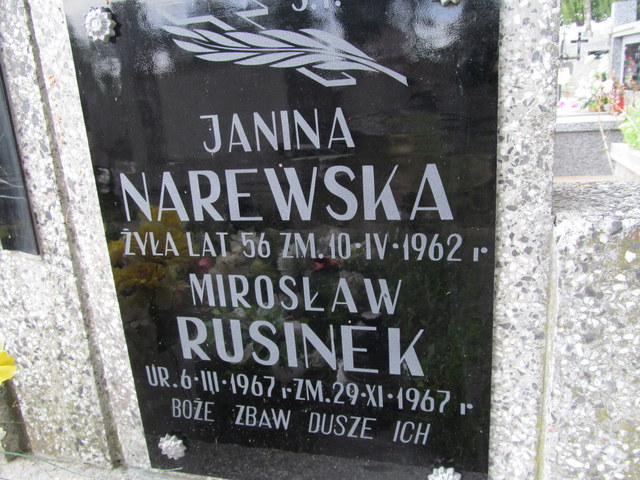 JANINA
NAREWSKA
ŻYŁA LAT 56 ZM. 10·IV·1962 r
MIROSŁAW
RUSINEK
UR. 6·III·1967 r. ZM. 29·XI·1967 r
BOŻE ZBAW DUSZE ICH